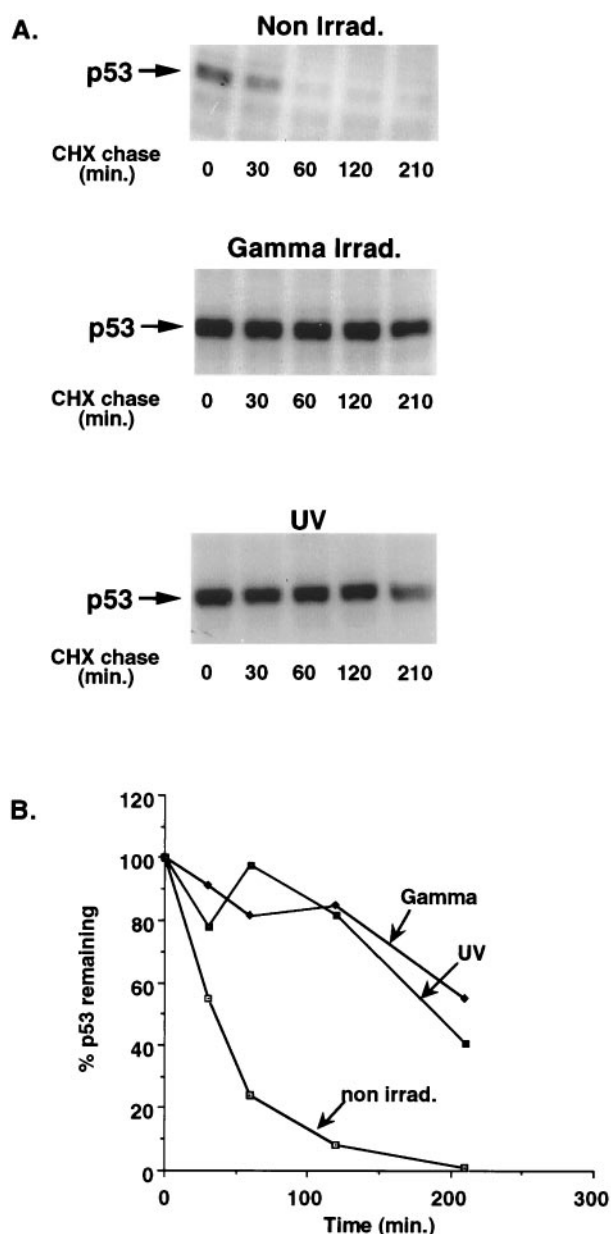 A.
Non Irrad.
p53
CHX chase
(min.)
0 30 60 120 210
Gamma Irrad.
p53
CHX chase
(min.)
0 30 60 120 210
UV
p53
CHX chase
(min.)
0 30 60 120 210
B.
% p53 remaining
120
100
80
60
40
20
0
Gamma
UV
non irrad.
0 100 200 300
Time (min.)